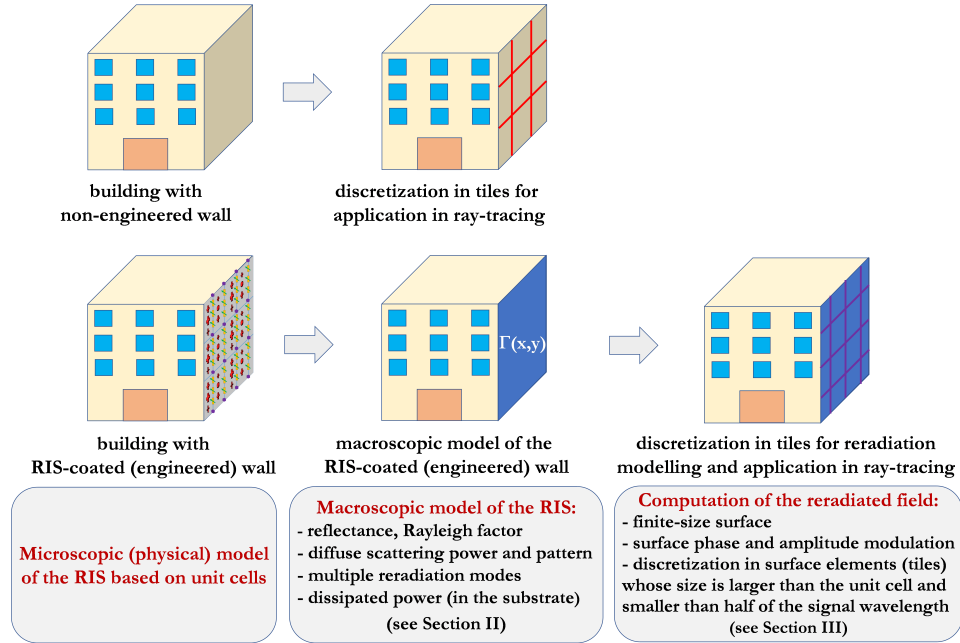 building with
non-engineered wall
discretization in tiles for
application in ray-tracing
Γ(x,y)
building with
RIS-coated (engineered) wall
macroscopic model of the
RIS-coated (engineered) wall
discretization in tiles for reradiation
modelling and application in ray-tracing
Microscopic (physical) model
of the RIS based on unit cells
Macroscopic model of the RIS:
- reflectance, Rayleigh factor
- diffuse scattering power and pattern
- multiple reradiation modes
- dissipated power (in the substrate)
(see Section II)
Computation of the reradiated field:
- finite-size surface
- surface phase and amplitude modulation
- discretization in surface elements (tiles)
whose size is larger than the unit cell and
smaller than half of the signal wavelength
(see Section III)